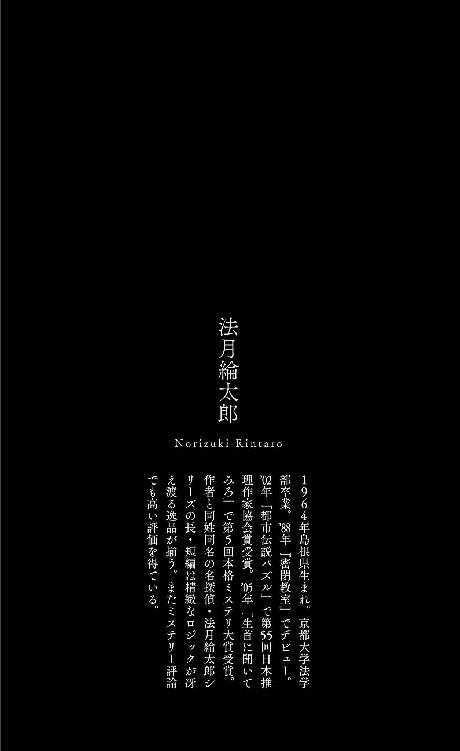 法月綸太郎
Norizuki Rintaro
1964年島根県生まれ。京都大学法学
部卒業。'88年『密閉教室』でデビュー。
'02年「都市伝説パズル」で第55回日本推
理作家協会賞受賞。'05年『生首に聞いて
みろ』で第5回本格ミステリ大賞受賞。
作者と同姓同名の名探偵・法月綸太郎シ
リーズの長・短編は精緻なロジックが冴
え渡る逸品が揃う。またミステリー評論
でも高い評価を得ている。